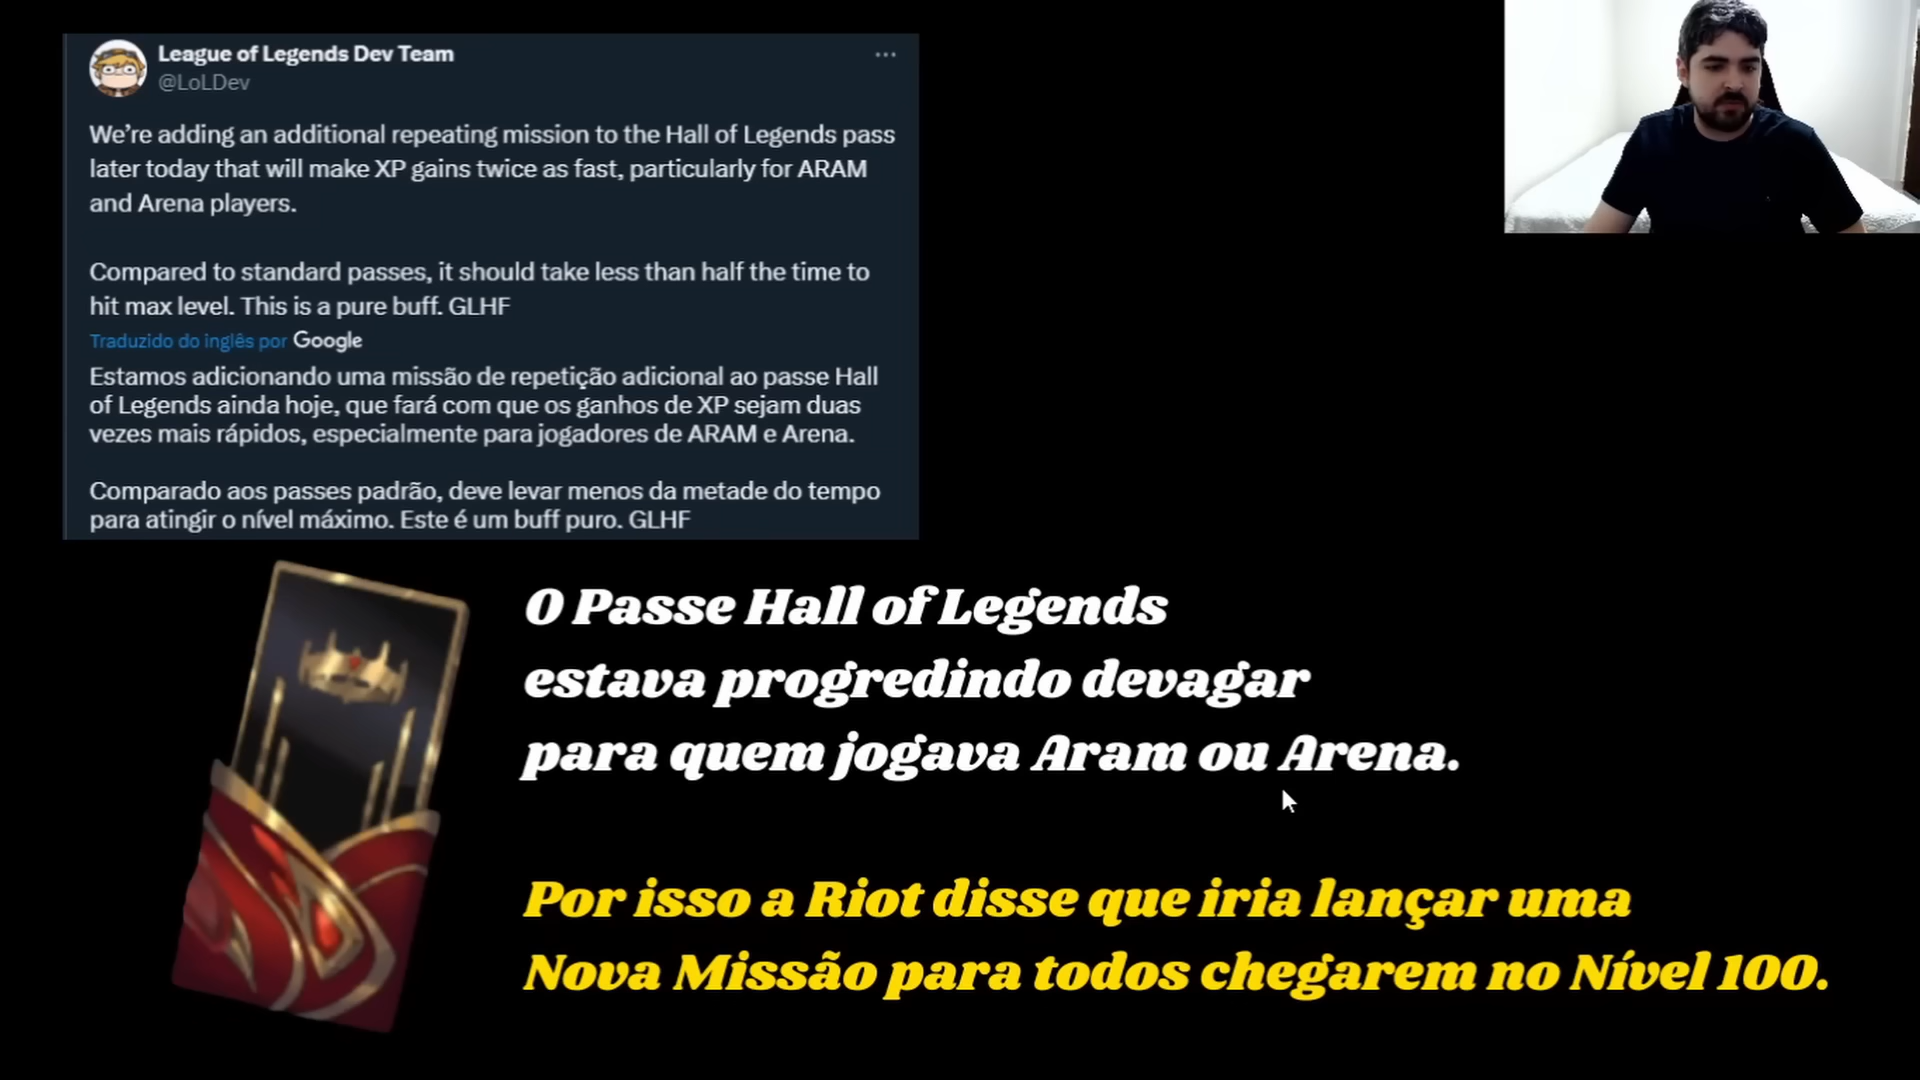 League of Legends Dev Team
@LoLDev
We're adding an additional repeating mission to the Hall of Legends pass
later today that will make XP gains twice as fast, particularly for ARAM
and Arena players.
Compared to standard passes, it should take less than half the time to
hit max level. This is a pure buff. GLHF
Traduzido do inglês por Google
Estamos adicionando uma missão de repetição adicional ao passe Hall
of Legends ainda hoje, que fará com que os ganhos de XP sejam duas
vezes mais rápidos, especialmente para jogadores de ARAM e Arena.
Comparado aos passes padrão, deve levar menos da metade do tempo
para atingir o nível máximo. Este é um buff puro. GLHF
O Passe Hall of Legends
estava progredindo devagar
para quem jogava Aram ou Arena.
Por isso a Riot disse que iria lançar uma
Nova Missão para todos chegarem no Nível 100.